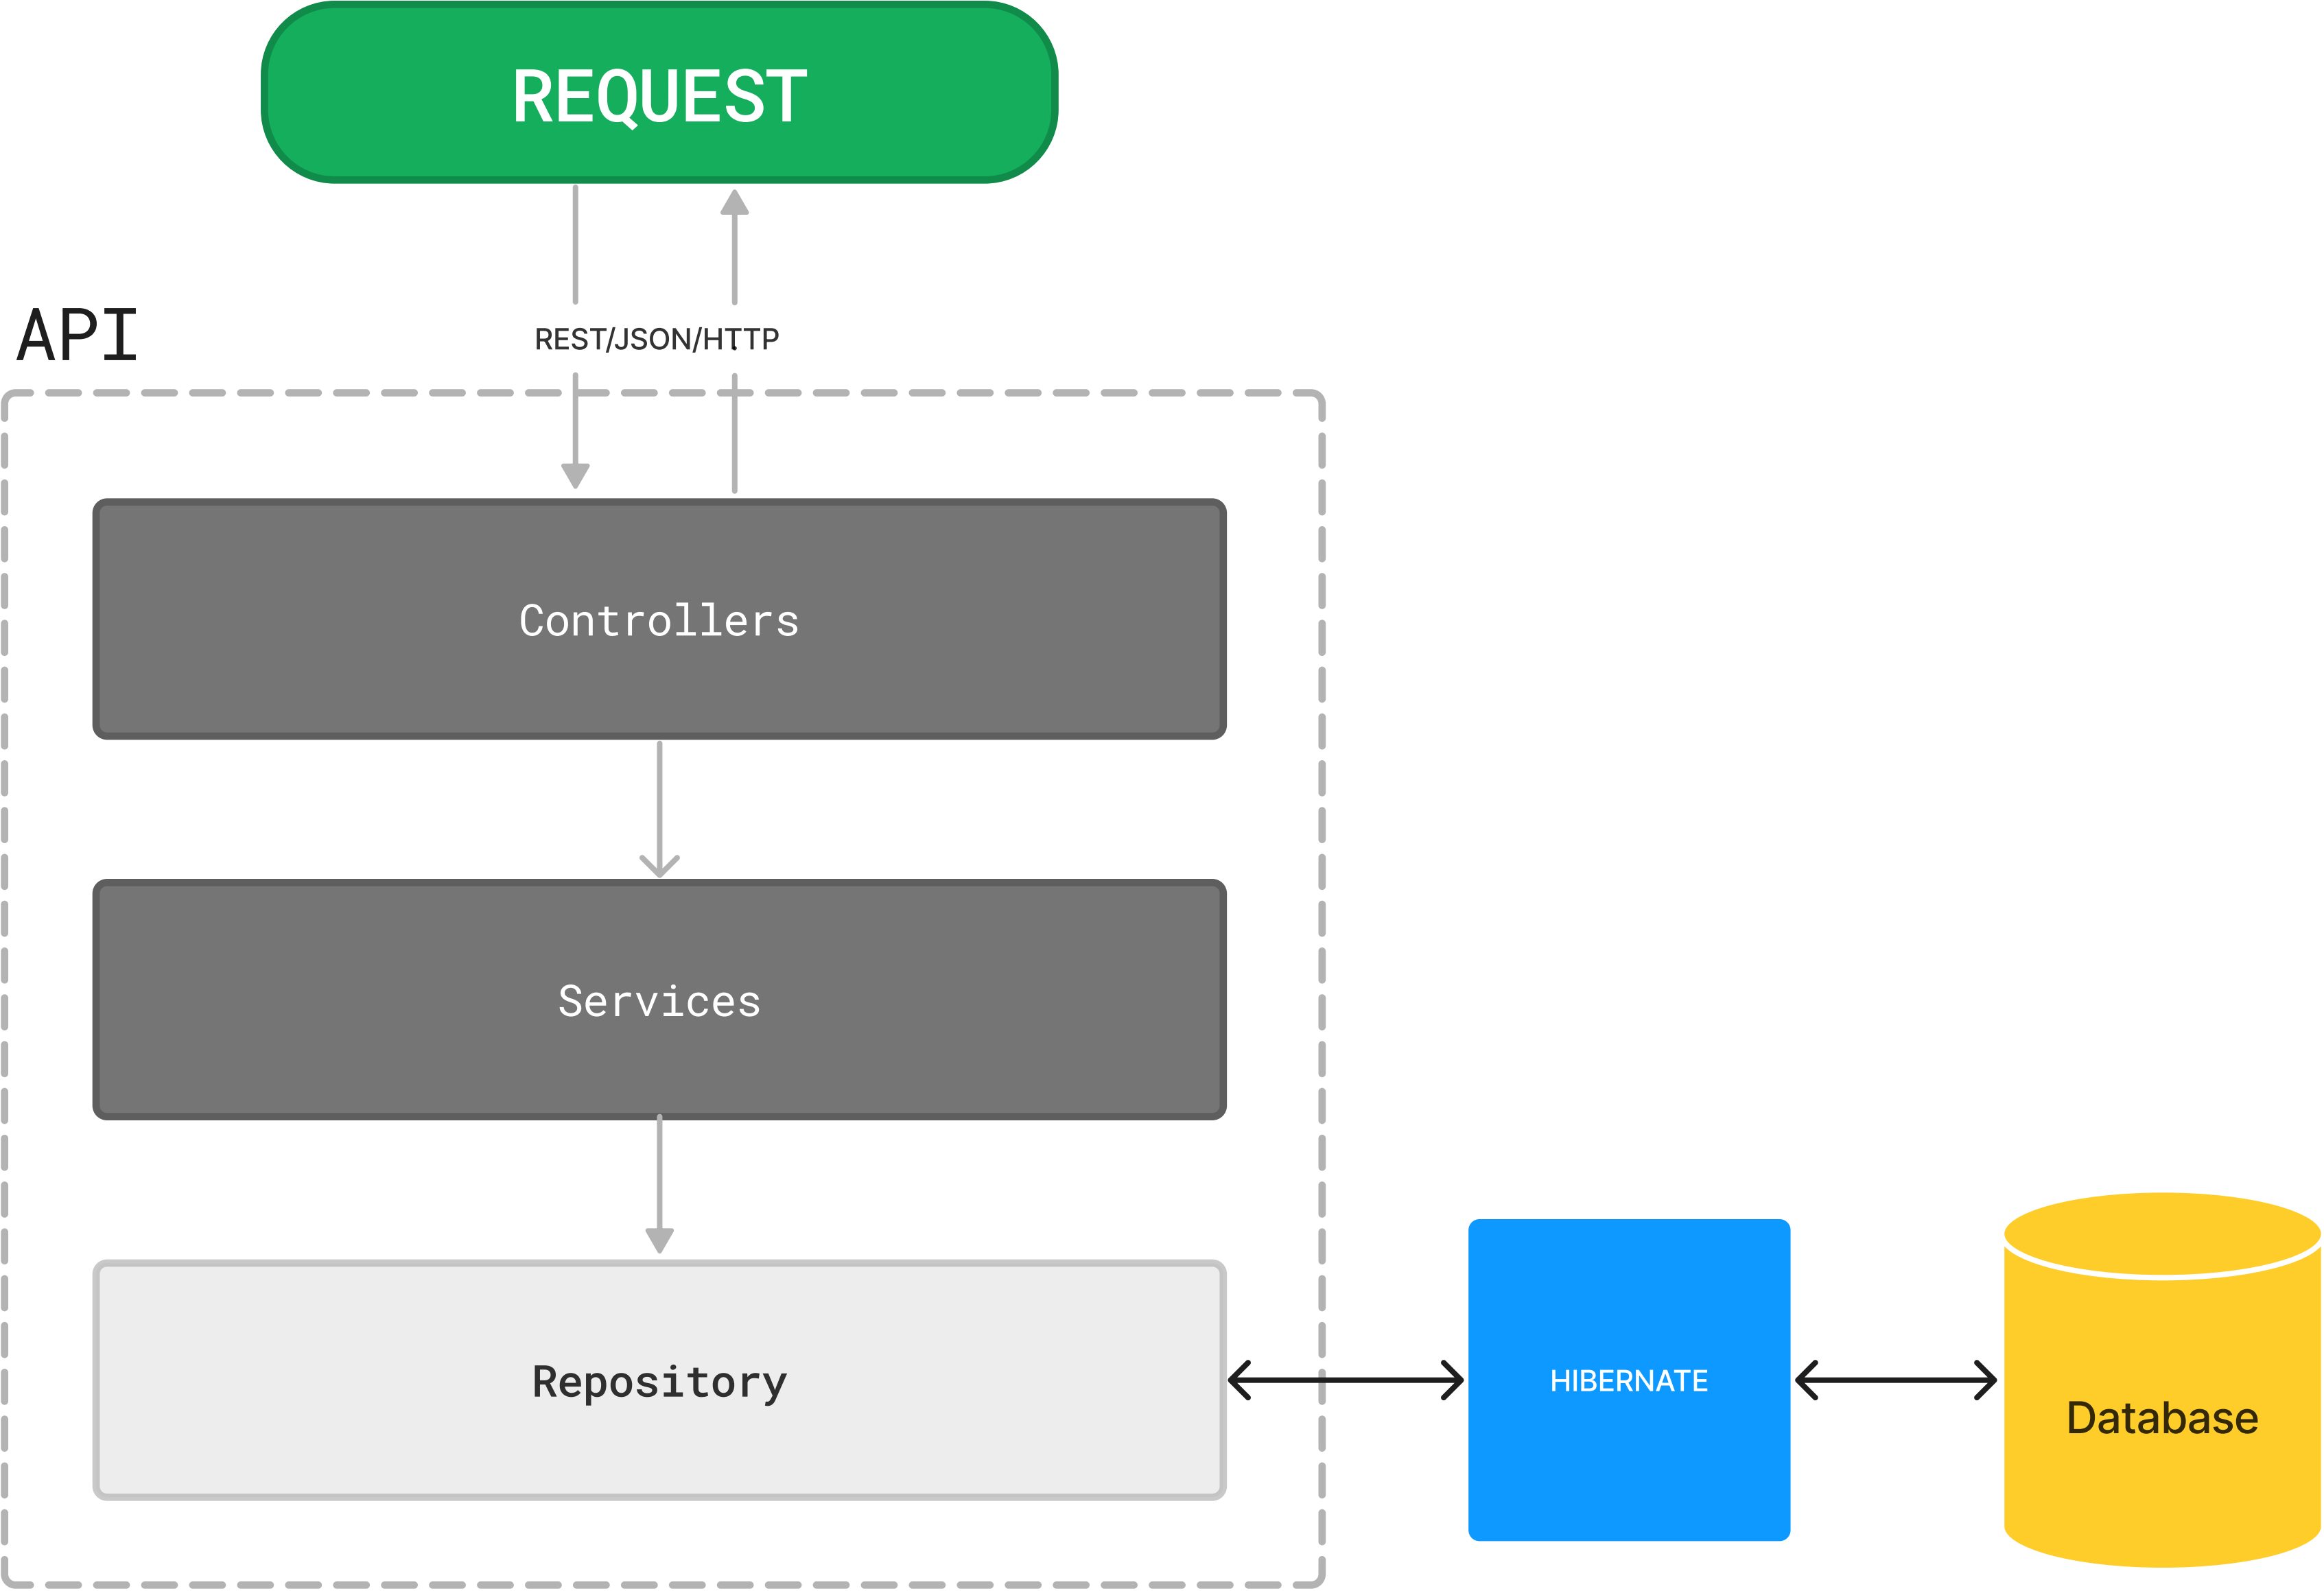 REQUEST
API
REST/JSON/HTTP
Controllers
Services
Repository
HIBERNATE
Database